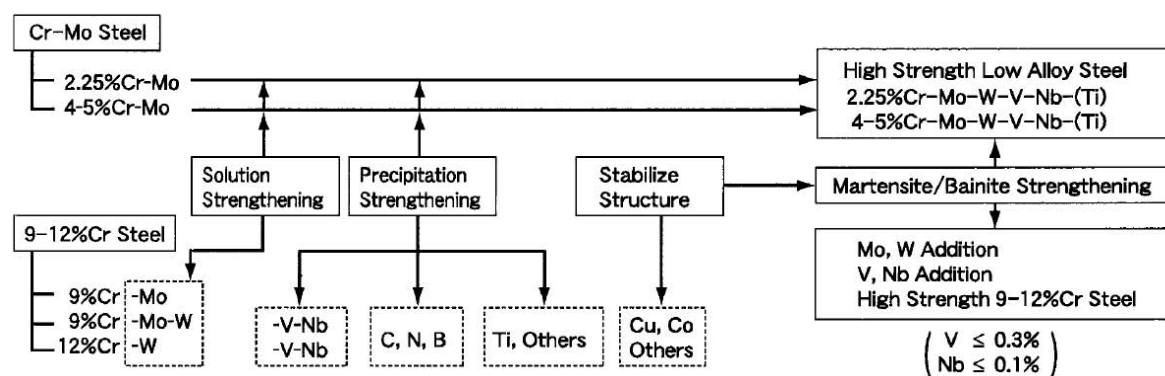 Cr-Mo Steel
2.25%Cr-Mo
4-5%Cr-Mo
High Strength Low Alloy Steel
2.25%Cr-Mo-W-V-Nb-(Ti)
4-5%Cr-Mo-W-V-Nb-(Ti)
Solution
Strengthening
Precipitation
Strengthening
Stabilize
Structure
Martensite/Bainite Strengthening
9-12%Cr Steel
9%Cr -Mo
9%Cr -Mo-W
12%Cr -W
-V-Nb
-V-Nb
C, N, B
Ti, Others
Cu, Co
Others
Mo, W Addition
V, Nb Addition
High Strength 9-12%Cr Steel
V ≤ 0.3%
Nb ≤ 0.1%